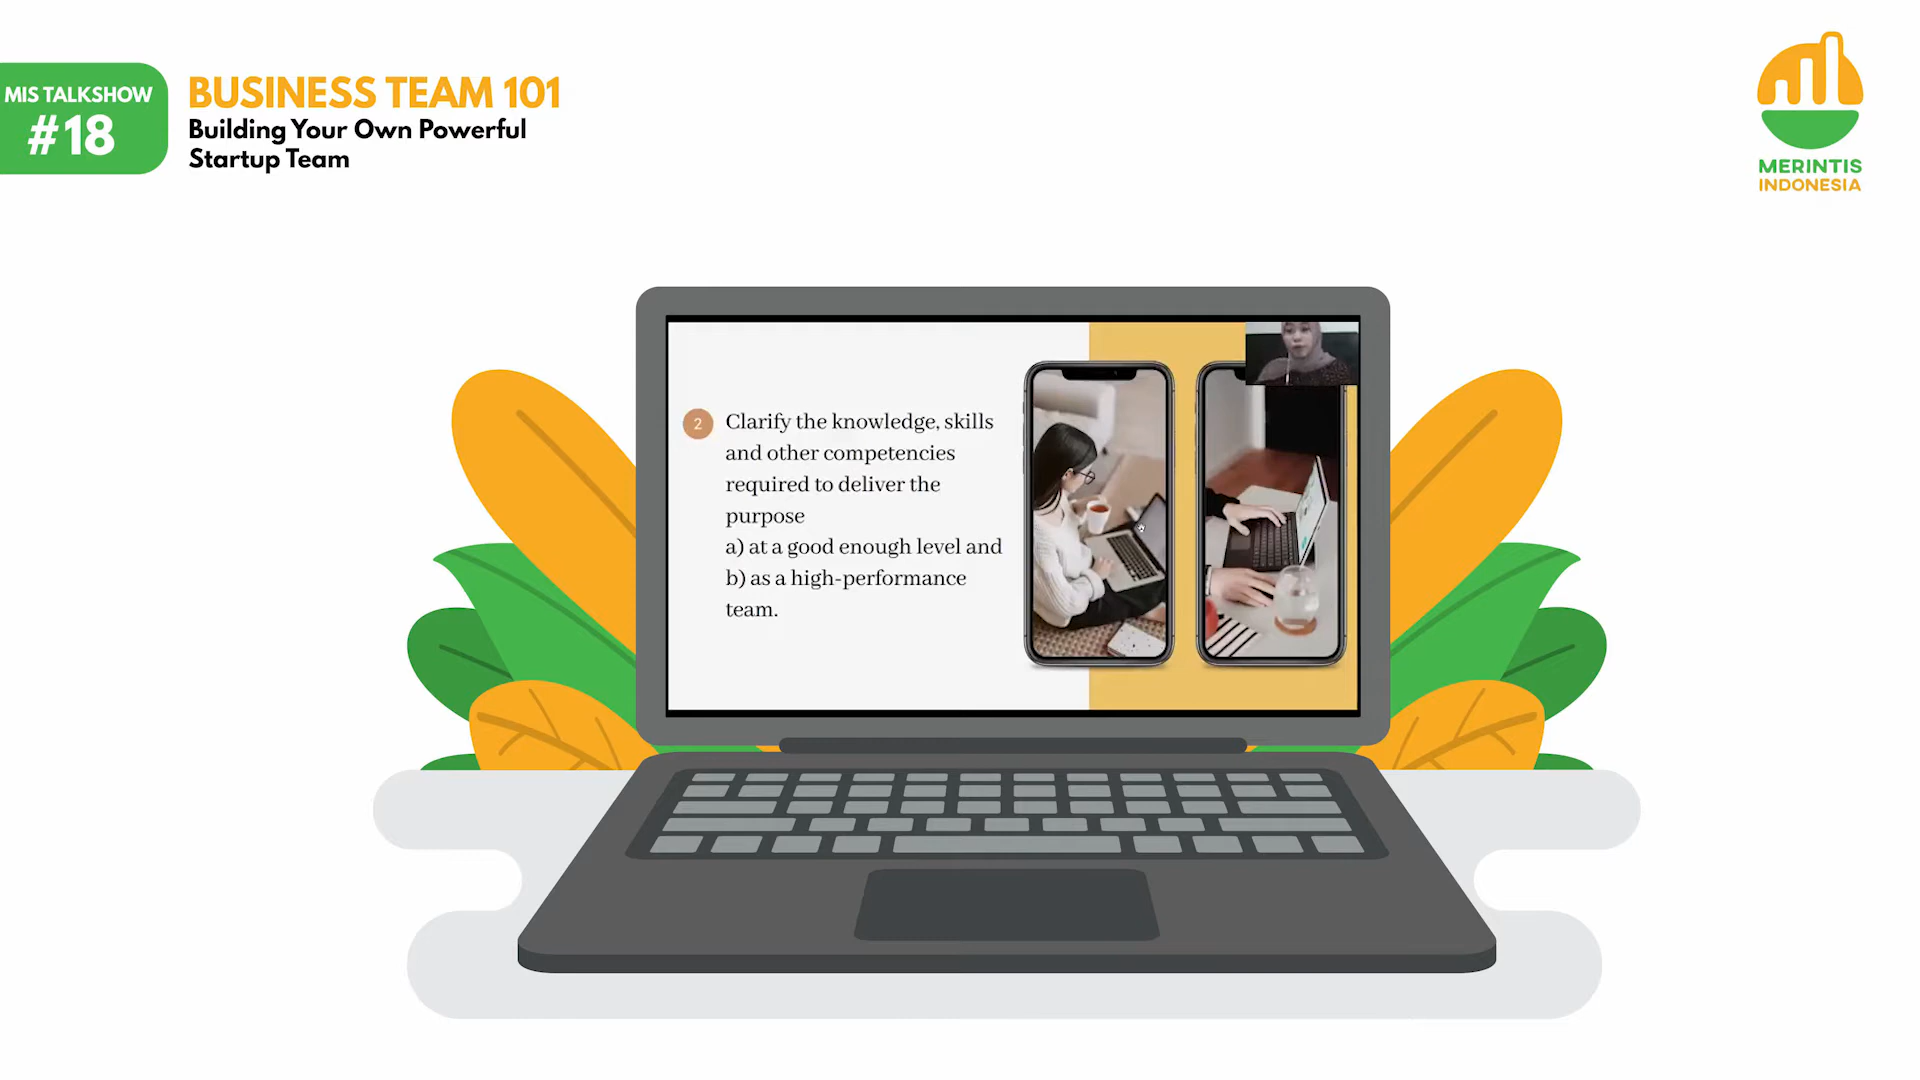 MIS TALKSHOW
#18
BUSINESS TEAM 101
Building Your Own Powerful
Startup Team
MERINTIS
INDONESIA
2
Clarify the knowledge, skills
and other competencies
required to deliver the
purpose
a) at a good enough level and
b) as a high-performance
team.